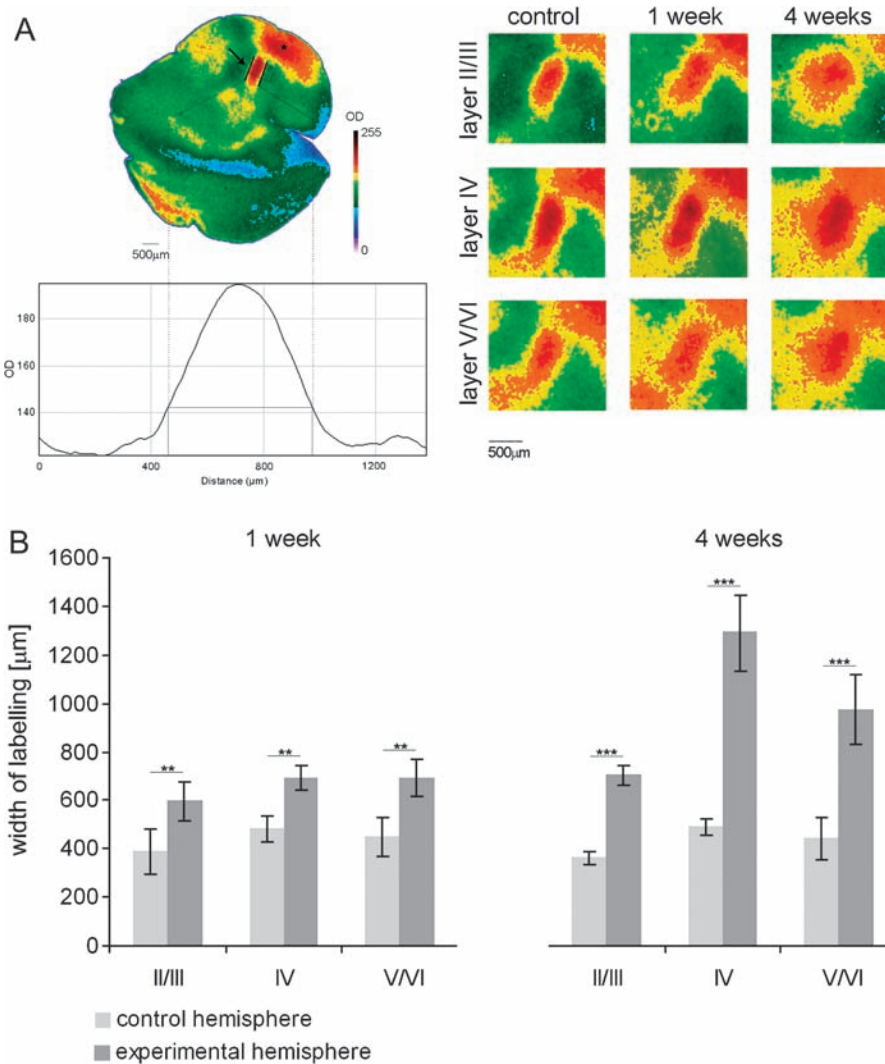 A
OD
255
0
500µm
OD
180
160
140
0
400
800
1200
Distance (µm)
control
1 week
4 weeks
layer II/III
layer IV
layer V/VI
500µm
B
1 week
4 weeks
width of labelling [µm]
1600
1400
1200
1000
800
600
400
200
0
**
**
**
***
***
***
II/III
IV
V/VI
II/III
IV
V/VI
control hemisphere
experimental hemisphere